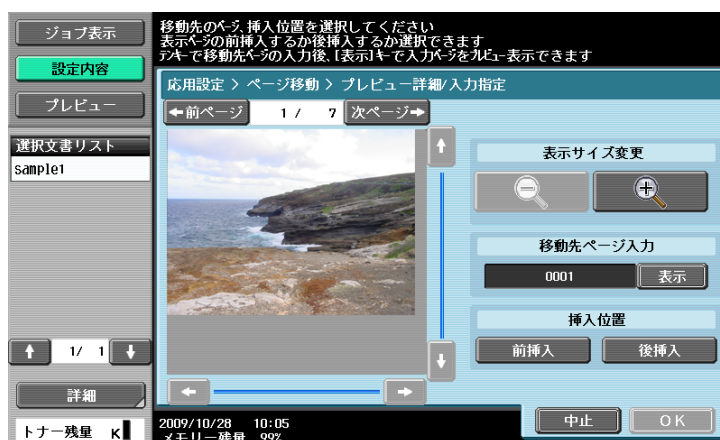 ジョブ表示
設定内容
プレビュー
選択文書リスト
sample1
1/ 1
詳細
トナー残量 K
移動先のページ、挿入位置を選択してください
表示ページの前挿入するか後挿入するか選択できます
テンキーで移動先ページの入力後、[表示]キーで入力ページをプレビュー表示できます
応用設定 > ページ移動 > プレビュー詳細/入力指定
←前ページ 1/ 7 次ページ→
表示サイズ変更
移動先ページ入力
0001 表示
挿入位置
前挿入 後挿入
2009/10/28 10:05
メモリー残量 99%
中止 OK